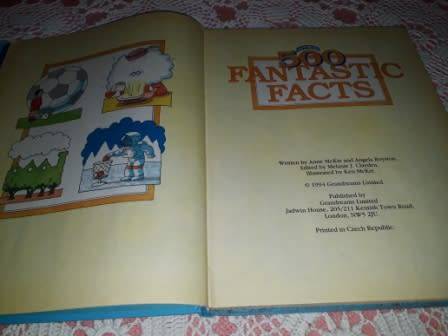 500
FANTASTIC
FACTS
Written by Anne McKie and Angela Royston.
Edited by Melanie J. Clayden.
Illustrated by Ken McKie.
© 1994 Grandreams Limited.
Published by
Grandreams Limited
Jadwin House, 205/211 Kentish Town Road,
London, NW5 2JU.
Printed in Czech Republic.